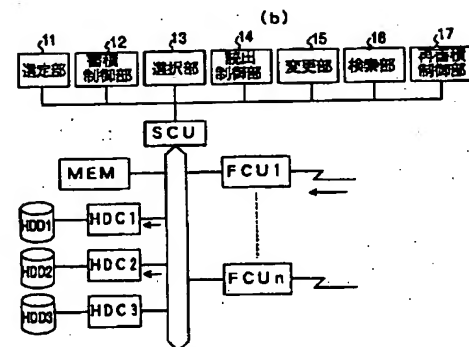 (b)
11 12 13 14 15 16 17
選定部 蓄積制御部 選択部 読出制御部 変更部 検索部 再蓄積制御部
SCU
MEM FCU1
HDD1 HDC1
HDD2 HDC2 FCUn
HDD3 HDC3